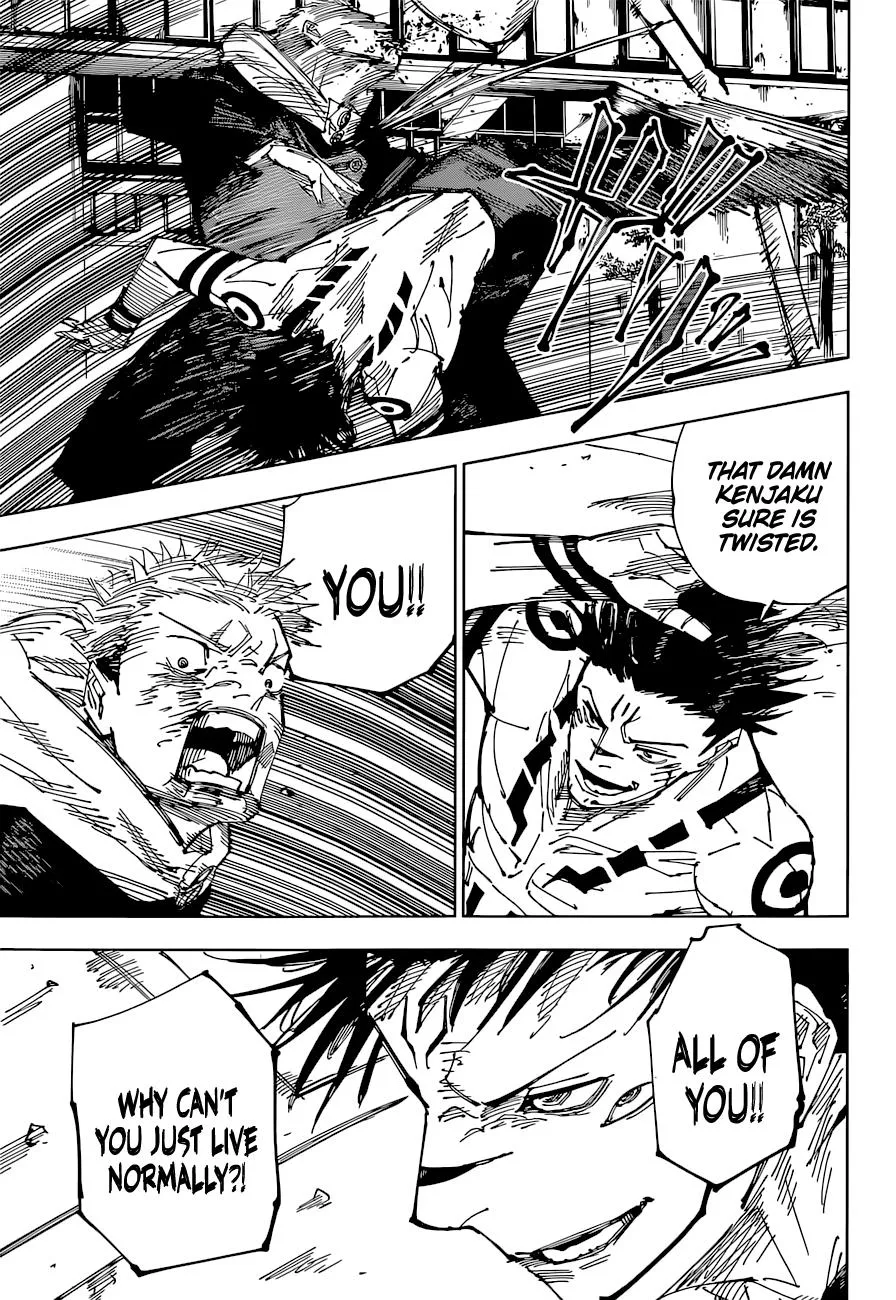 THAT DAMN
KENJAKU
SURE IS
TWISTED.
YOU!!
ALL OF
YOU!!
WHY CAN'T
YOU JUST LIVE
NORMALLY?!